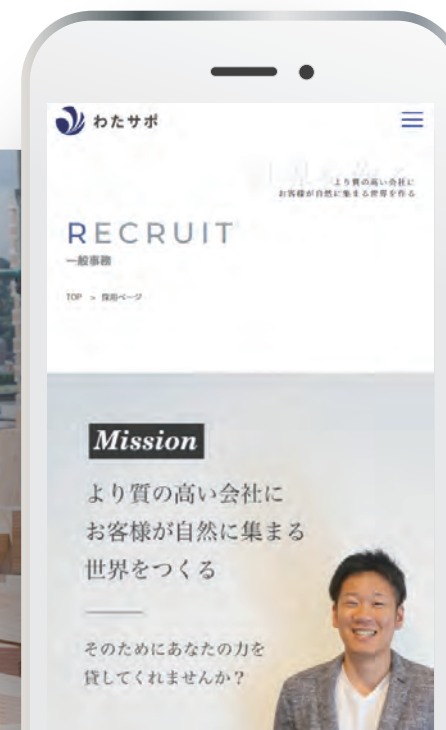 わたサポ
より質の高い会社に
お客様が自然に集まる世界を作る
RECRUIT
一般事務
TOP > 採用ページ
Mission
より質の高い会社に
お客様が自然に集まる
世界をつくる
そのためにあなたの力を
貸してくれませんか？